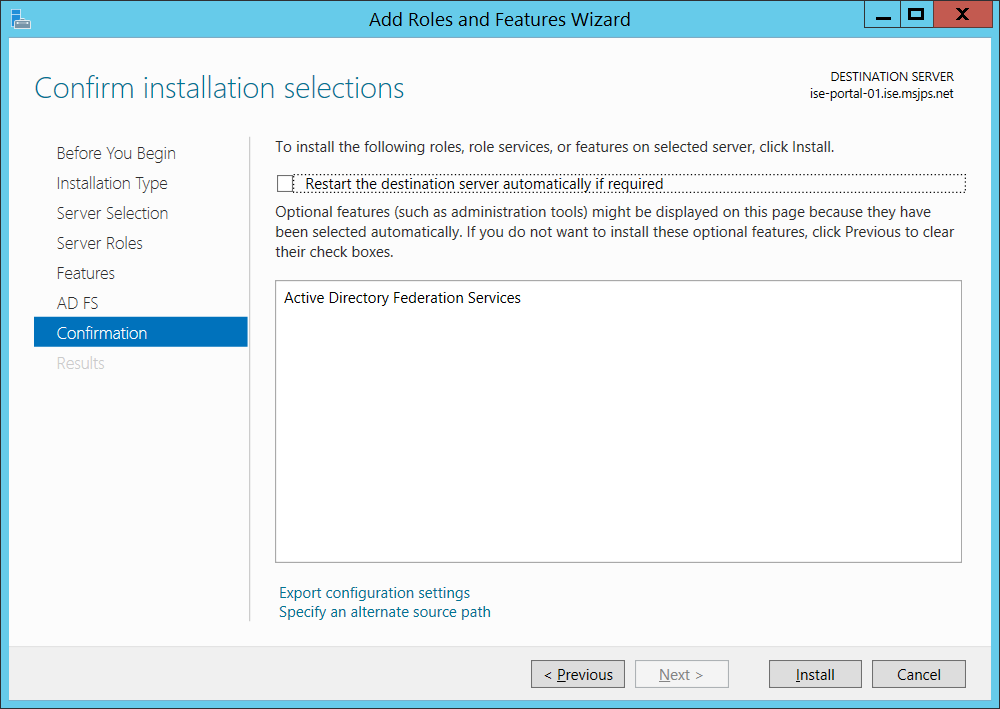 Add Roles and Features Wizard
X
Confirm installation selections
DESTINATION SERVER
ise-portal-01.ise.msjps.net
Before You Begin
Installation Type
Server Selection
Server Roles
Features
AD FS
Confirmation
Results
To install the following roles, role services, or features on selected server, click Install.
Restart the destination server automatically if required
Optional features (such as administration tools) might be displayed on this page because they have
been selected automatically. If you do not want to install these optional features, click Previous to clear
their check boxes.
Active Directory Federation Services
Export configuration settings
Specify an alternate source path
< Previous
Next >
Install
Cancel